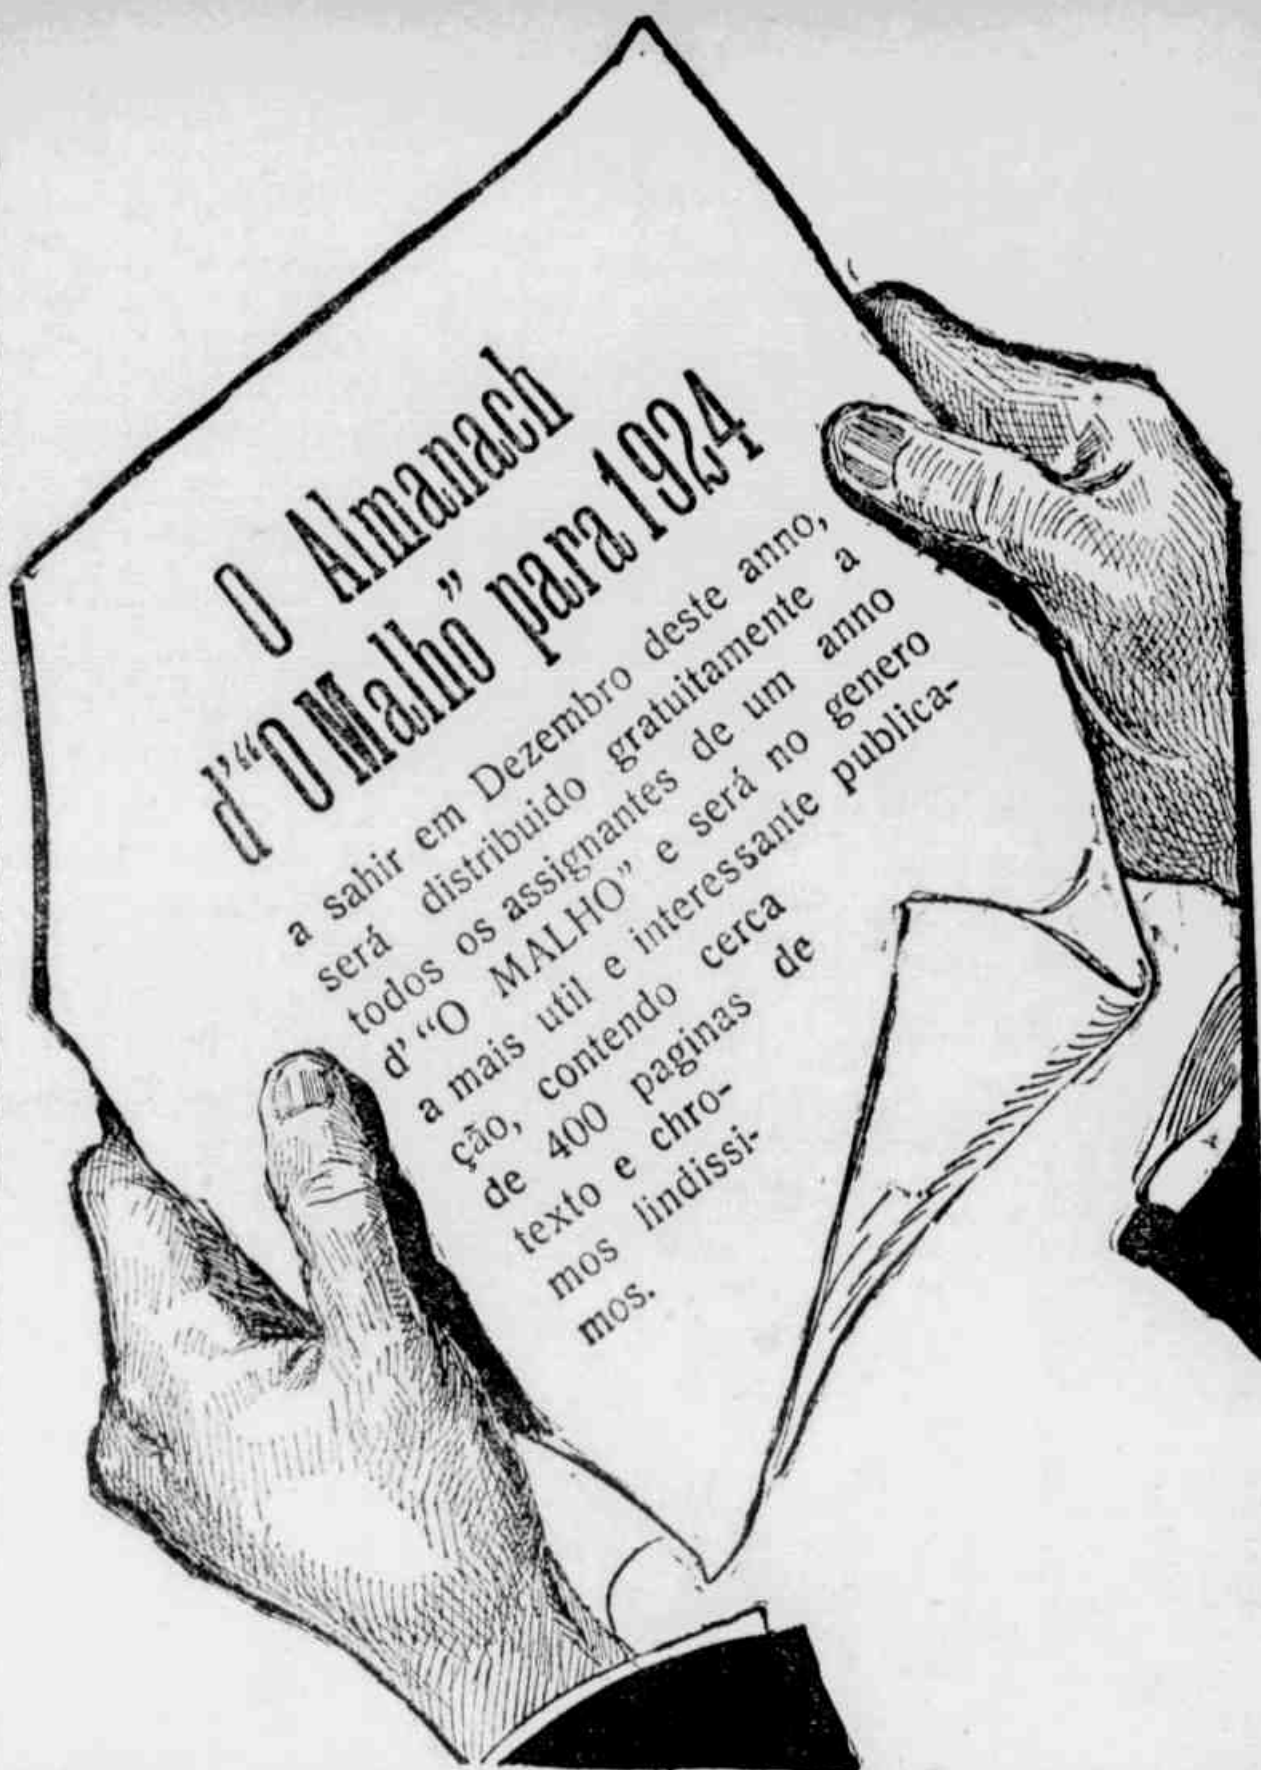 O Almanach
d'“O Malho” para 1924
a sahir em Dezembro deste anno,
será distribuido gratuitamente a
todos os assignantes de um anno
d' “O MALHO” e será no genero
a mais util e interessante publica-
ção, contendo cerca
de 400 paginas de
texto e chro-
mos lindissi-
mos.